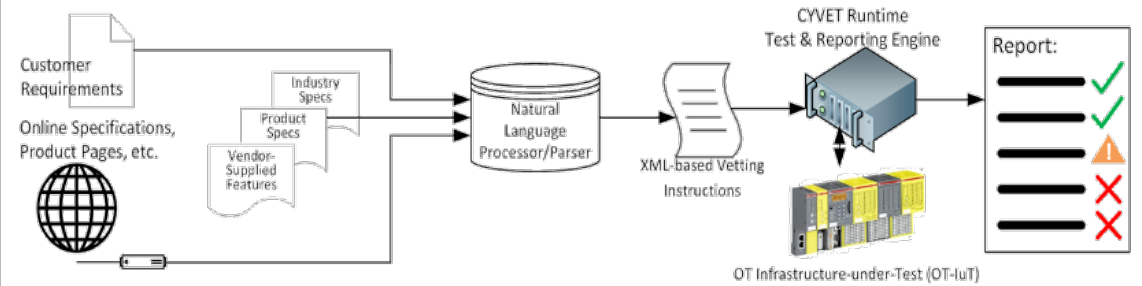 Customer
Requirements
Online Specifications,
Product Pages, etc.
Industry
Specs
Product
Specs
Vendor-
Supplied
Features
Natural
Language
Processor/Parser
XML-based Vetting
Instructions
CYVET Runtime
Test & Reporting Engine
OT Infrastructure-under-Test (OT-IuT)
Report: